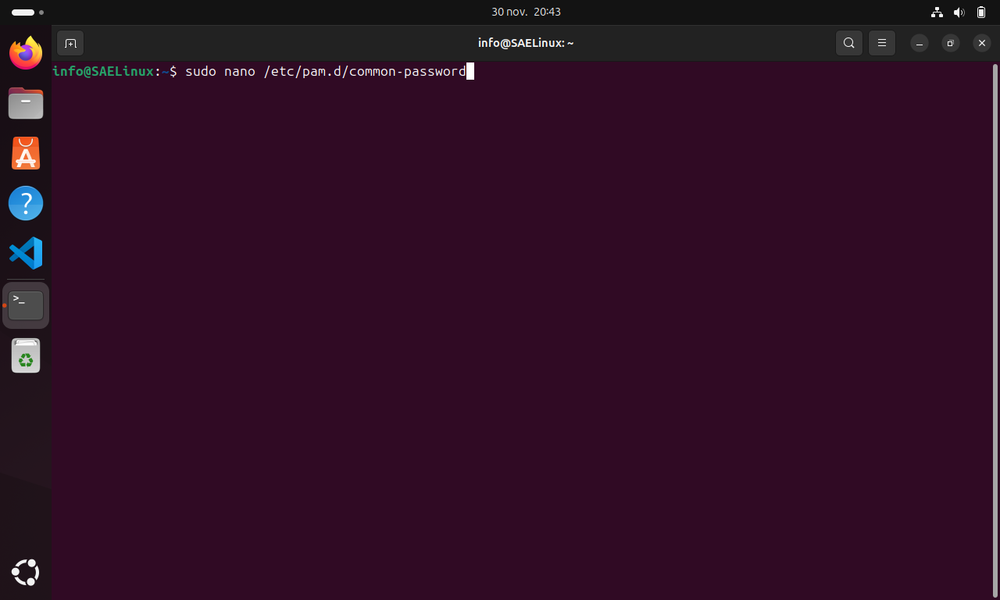 30 nov. 20:43
info@SAELinux: ~
info@SAELinux:~$ sudo nano /etc/pam.d/common-password